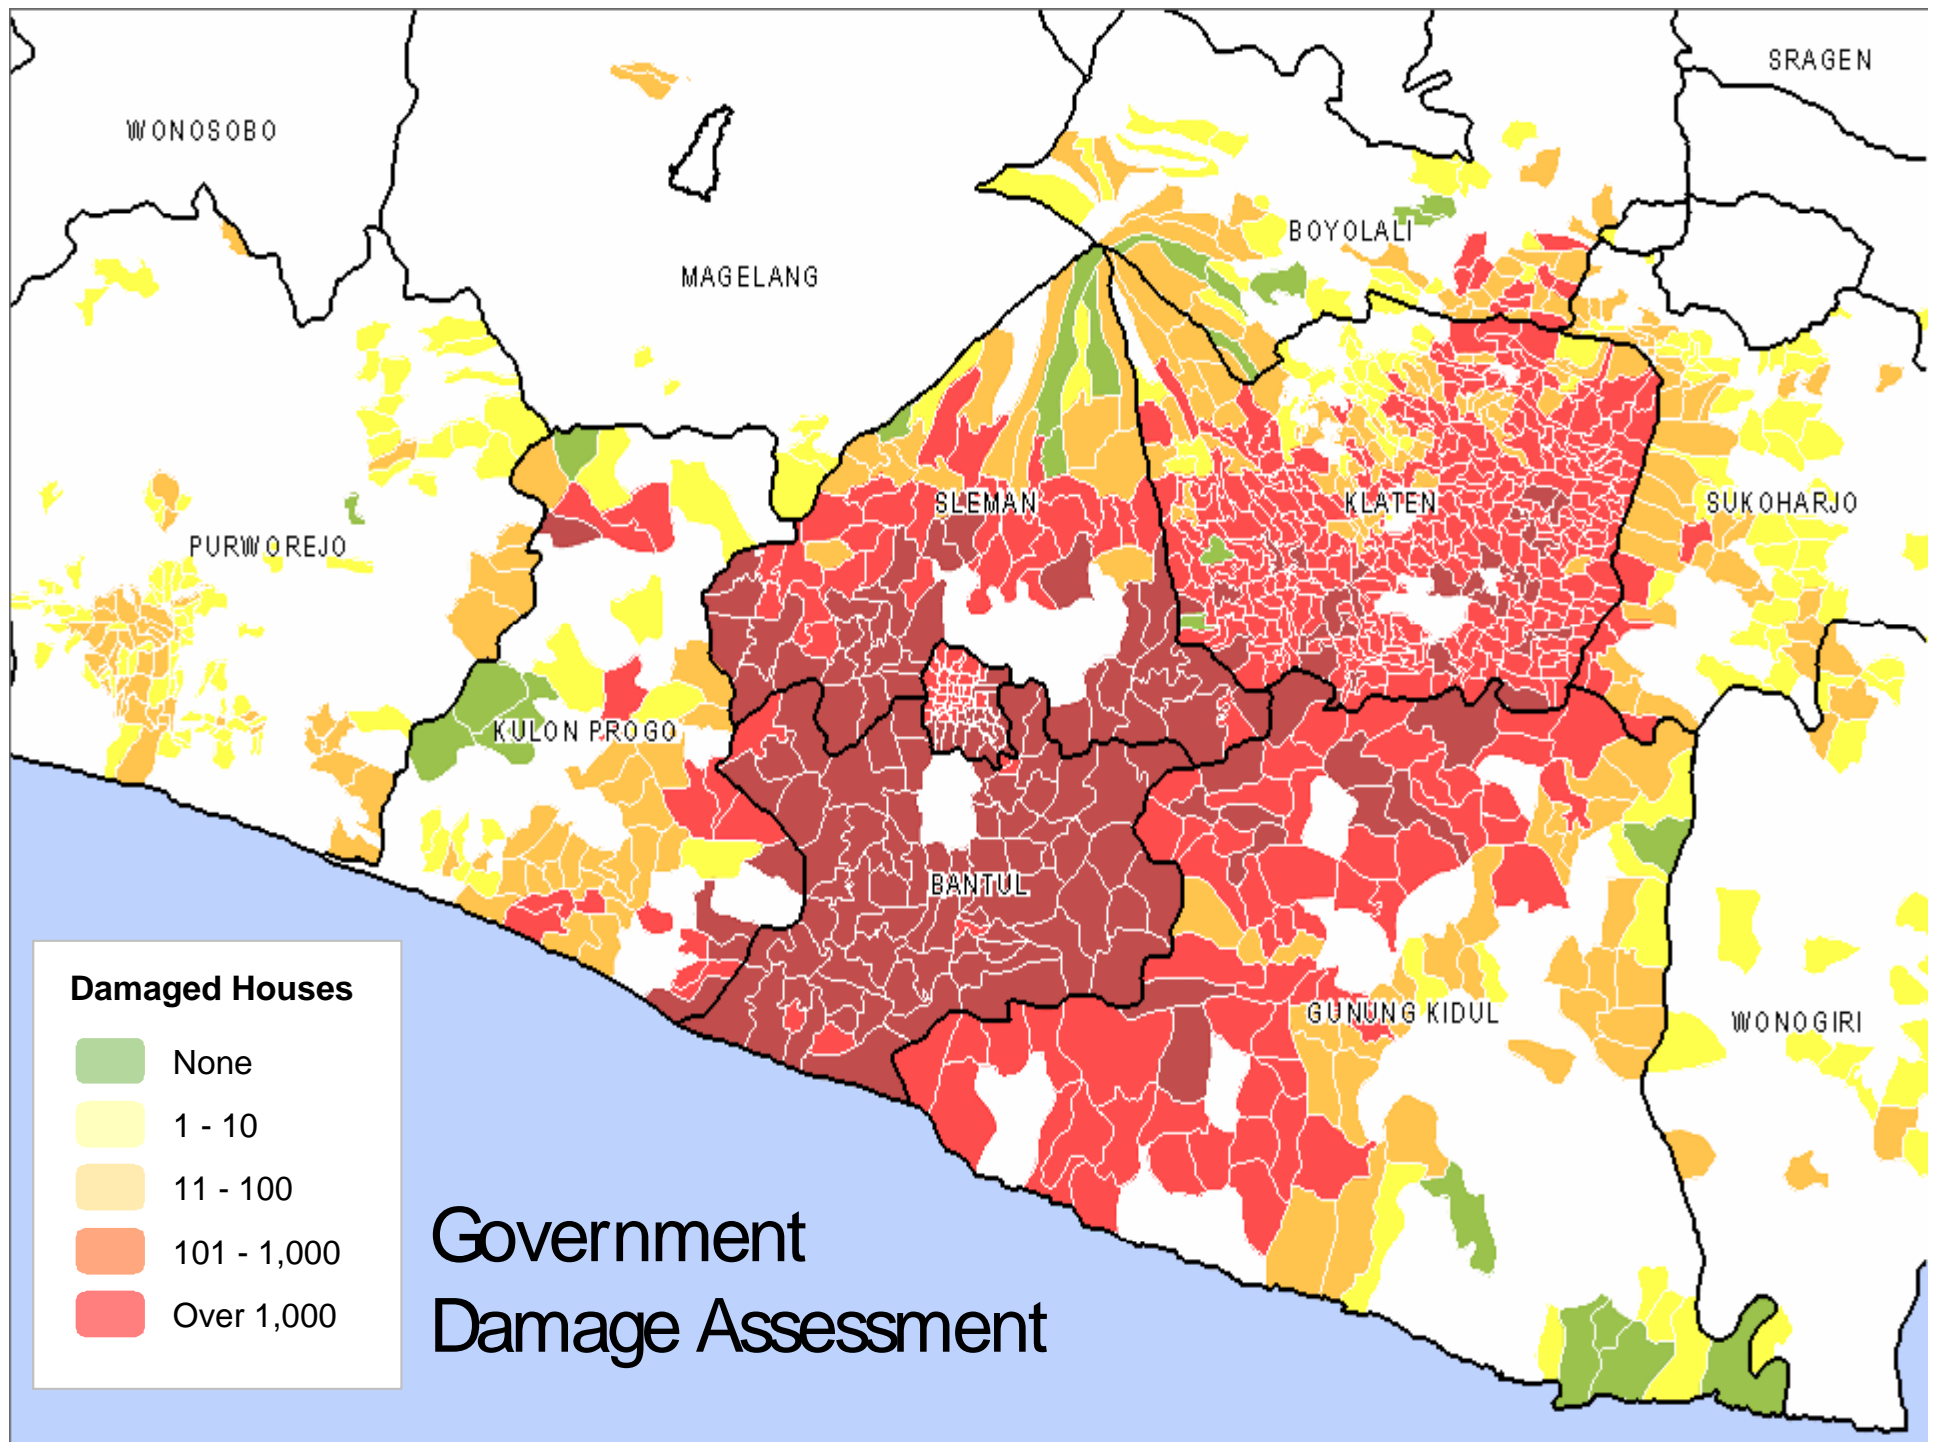 SRAGEN
WONOSOBO
BOYOLALI
MAGELANG
SLEMAN
KLATEN
SUKOHARJO
PURWOREJO
KULON PROGO
BANTUL
GUNUNG KIDUL
WONOGIRI
Damaged Houses
None
1 - 10
11 - 100
101 - 1,000
Over 1,000
Government
Damage Assessment